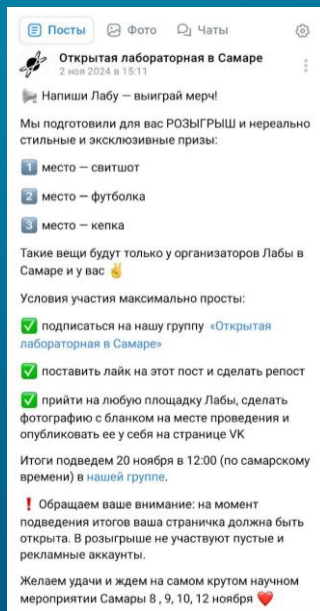 Посты Фото Чаты
Открытая лабораторная в Самаре
2 ноя 2024 в 15:11
Напиши Лабу — выиграй мерч!
Мы подготовили для вас РОЗЫГРЫШ и нереально
стильные и эксклюзивные призы:
1 место — свитшот
2 место — футболка
3 место — кепка
Такие вещи будут только у организаторов Лабы в
Самаре и у вас ✌
Условия участия максимально просты:
✅ подписаться на нашу группу «Открытая
лабораторная в Самаре»
✅ поставить лайк на этот пост и сделать репост
✅ прийти на любую площадку Лабы, сделать
фотографию с бланком на месте проведения и
опубликовать ее у себя на странице VK
Итоги подведем 20 ноября в 12:00 (по самарскому
времени) в нашей группе.
❗ Обращаем ваше внимание: на момент
подведения итогов ваша страничка должна быть
открыта. В розыгрыше не участвуют пустые и
рекламные аккаунты.
Желаем удачи и ждем на самом крутом научном
мероприятии Самары 8 , 9, 10, 12 ноября ❤